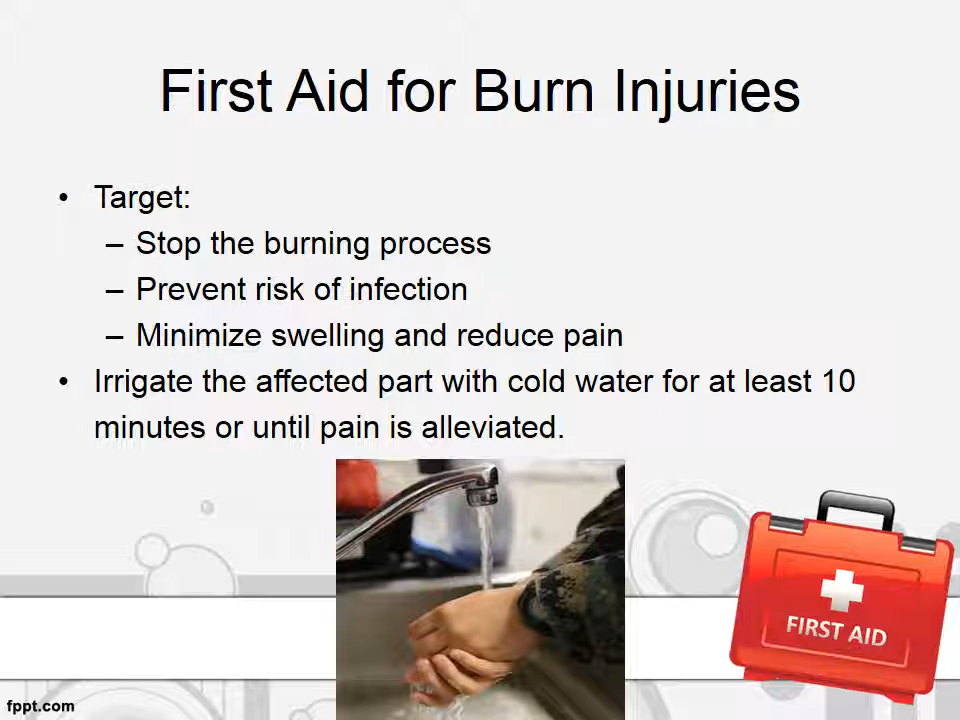 First Aid for Burn Injuries
• Target:
– Stop the burning process
– Prevent risk of infection
– Minimize swelling and reduce pain
• Irrigate the affected part with cold water for at least 10
minutes or until pain is alleviated.
FIRST AID
fppt.com